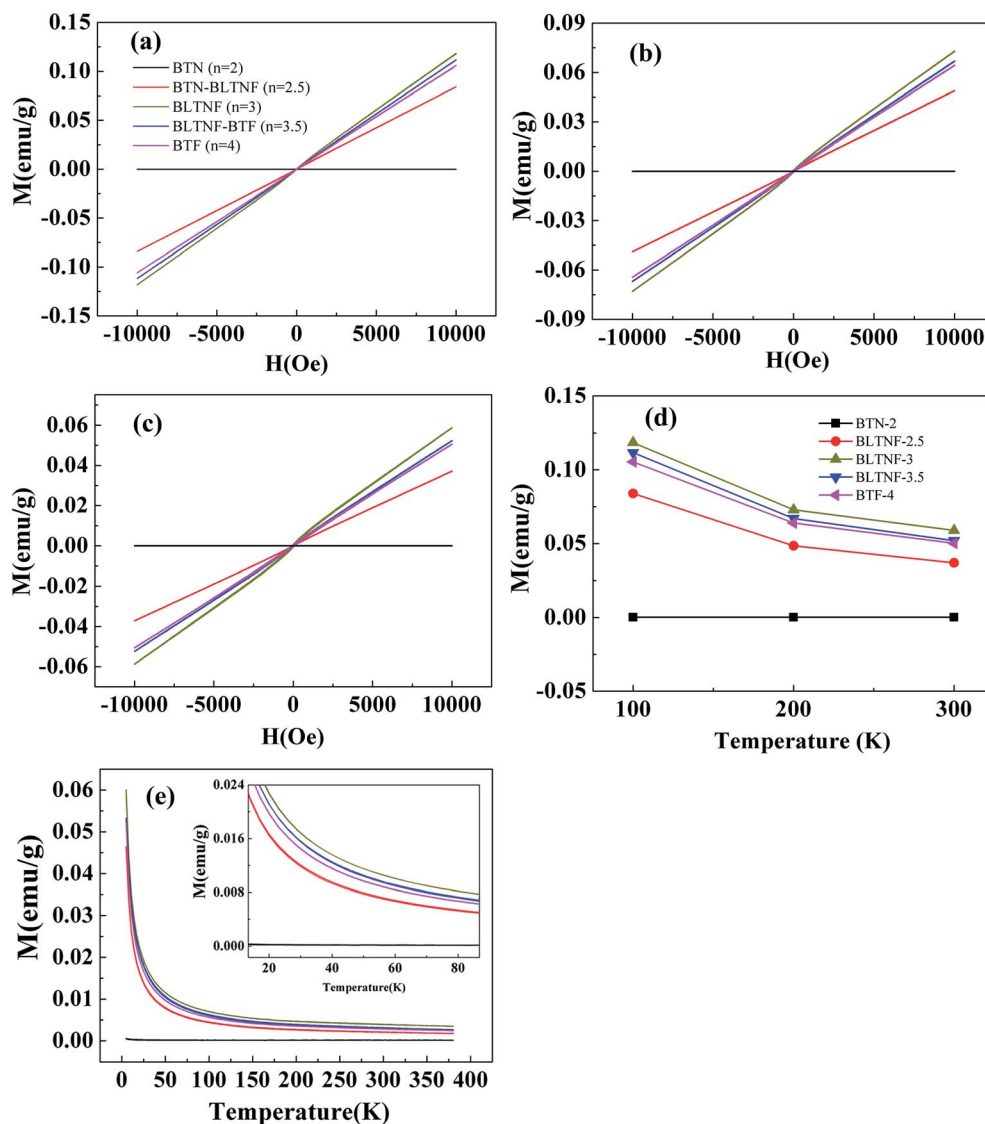 (a)
BTN (n=2)
BTN-BLTNF (n=2.5)
BLTNF (n=3)
BLTNF-BTF (n=3.5)
BTF (n=4)
0.15
0.10
0.05
0.00
-0.05
-0.10
-0.15
M(emu/g)
-10000 -5000 0 5000 10000
H(Oe)
(b)
0.09
0.06
0.03
0.00
-0.03
-0.06
-0.09
M(emu/g)
-10000 -5000 0 5000 10000
H(Oe)
(c)
0.06
0.04
0.02
0.00
-0.02
-0.04
-0.06
M(emu/g)
-10000 -5000 0 5000 10000
H(Oe)
(d)
BTN-2
BLTNF-2.5
BLTNF-3
BLTNF-3.5
BTF-4
0.15
0.10
0.05
0.00
-0.05
M(emu/g)
100 200 300
Temperature (K)
(e)
0.06
0.05
0.04
0.03
0.02
0.01
0.00
M(emu/g)
0 50 100 150 200 250 300 350 400
Temperature(K)
0.024
0.016
0.008
0.000
M(emu/g)
20 40 60 80
Temperature(K)